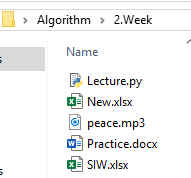 Algorithm > 2.Week
Name
Lecture.py
New.xlsx
peace.mp3
Practice.docx
SIW.xlsx